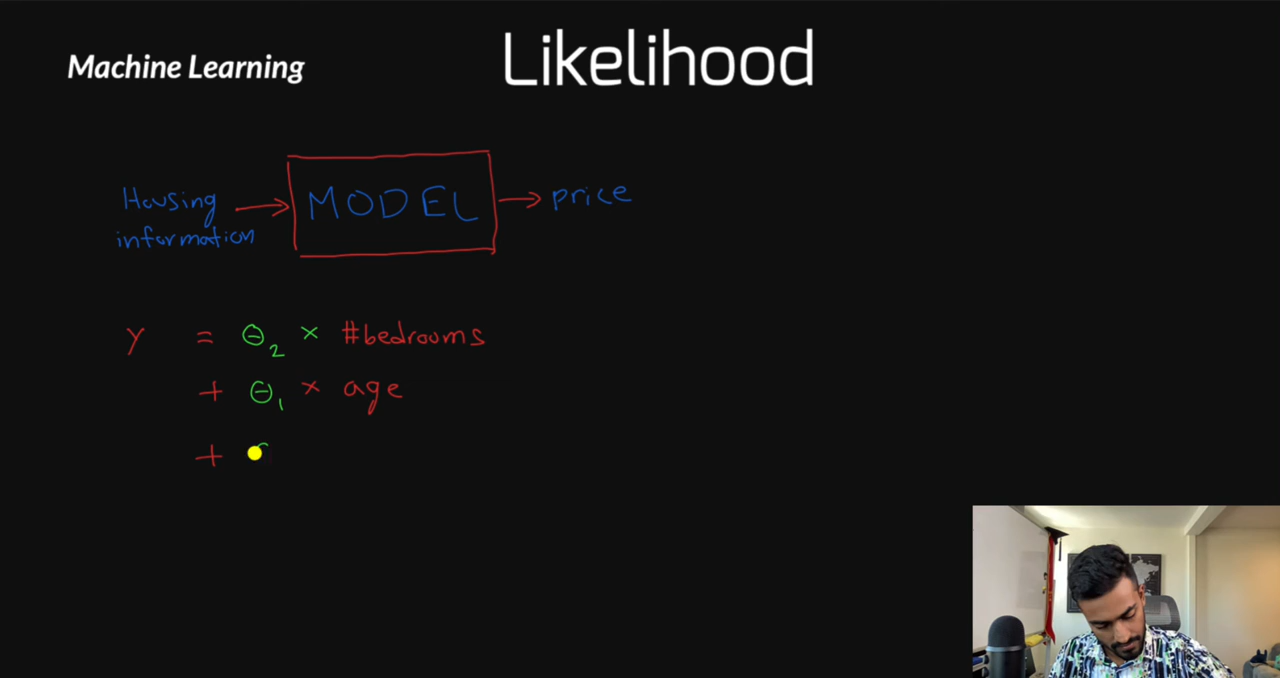 Machine Learning
Likelihood
Housing information
MODEL
price
y = Θ₂ × #bedrooms
+ Θ₁ × age
+